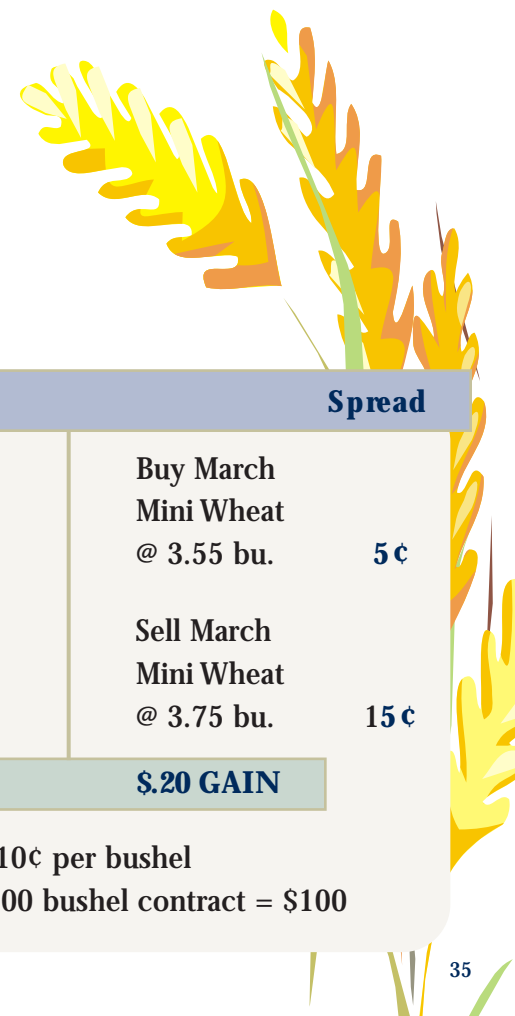 Spread
Buy March
Mini Wheat
@ 3.55 bu. 5¢
Sell March
Mini Wheat
@ 3.75 bu. 15¢
$.20 GAIN
10¢ per bushel
00 bushel contract = $100
35